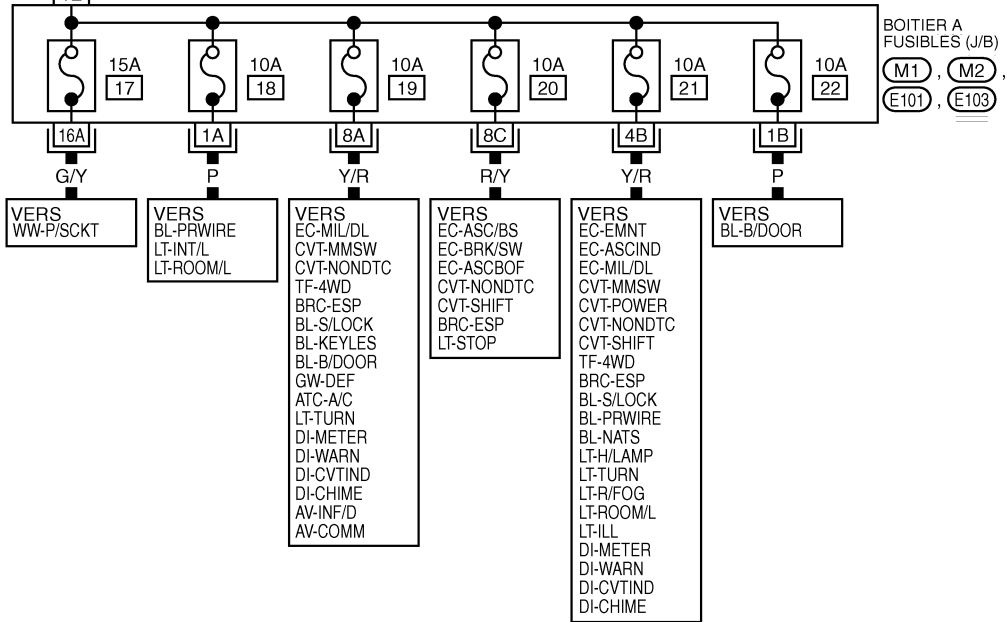 BOITIER A
FUSIBLES (J/B)
M1 , M2 ,
E101 , E103
15A
17
10A
18
10A
19
10A
20
10A
21
10A
22
16A
1A
8A
8C
4B
1B
G/Y
P
Y/R
R/Y
Y/R
P
VERS
WW-P/SCKT
VERS
BL-PRWIRE
LT-INT/L
LT-ROOM/L
VERS
EC-MIL/DL
CVT-MMSW
CVT-NONDTC
TF-4WD
BRC-ESP
BL-S/LOCK
BL-KEYLES
BL-B/DOOR
GW-DEF
ATC-A/C
LT-TURN
DI-METER
DI-WARN
DI-CVTIND
DI-CHIME
AV-INF/D
AV-COMM
VERS
EC-ASC/BS
EC-BRK/SW
EC-ASCBOF
CVT-NONDTC
CVT-SHIFT
BRC-ESP
LT-STOP
VERS
EC-EMNT
EC-ASCIND
EC-MIL/DL
CVT-MMSW
CVT-POWER
CVT-NONDTC
CVT-SHIFT
TF-4WD
BRC-ESP
BL-S/LOCK
BL-PRWIRE
BL-NATS
LT-H/LAMP
LT-TURN
LT-R/FOG
LT-ROOM/L
LT-ILL
DI-METER
DI-WARN
DI-CVTIND
DI-CHIME
VERS
BL-B/DOOR